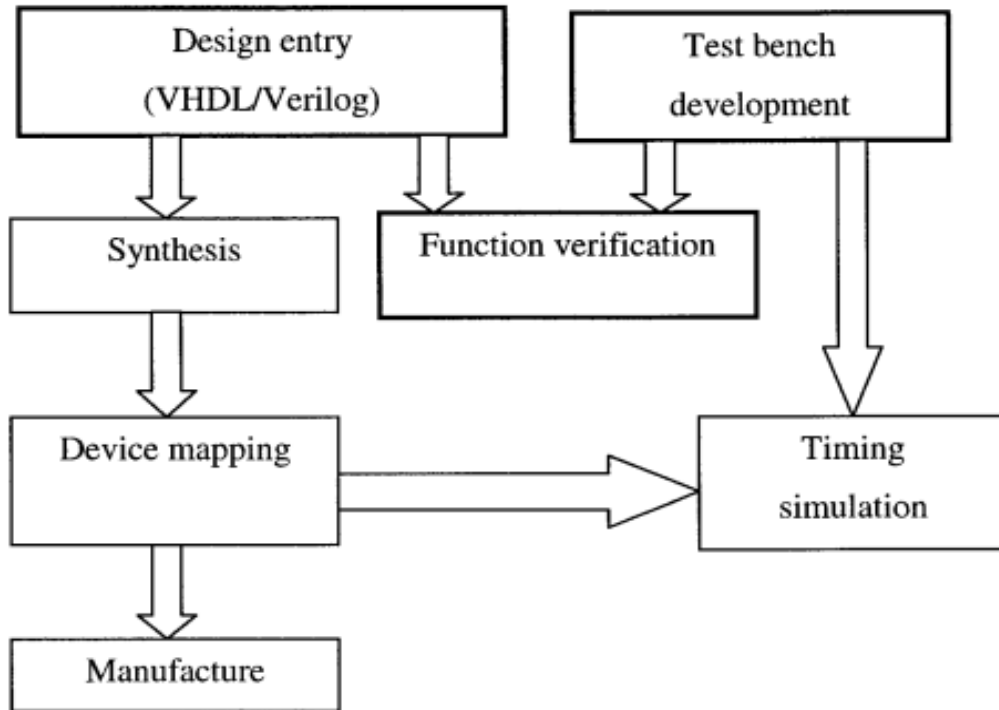 Design entry
(VHDL/Verilog)
Test bench
development
Synthesis
Function verification
Device mapping
Timing
simulation
Manufacture